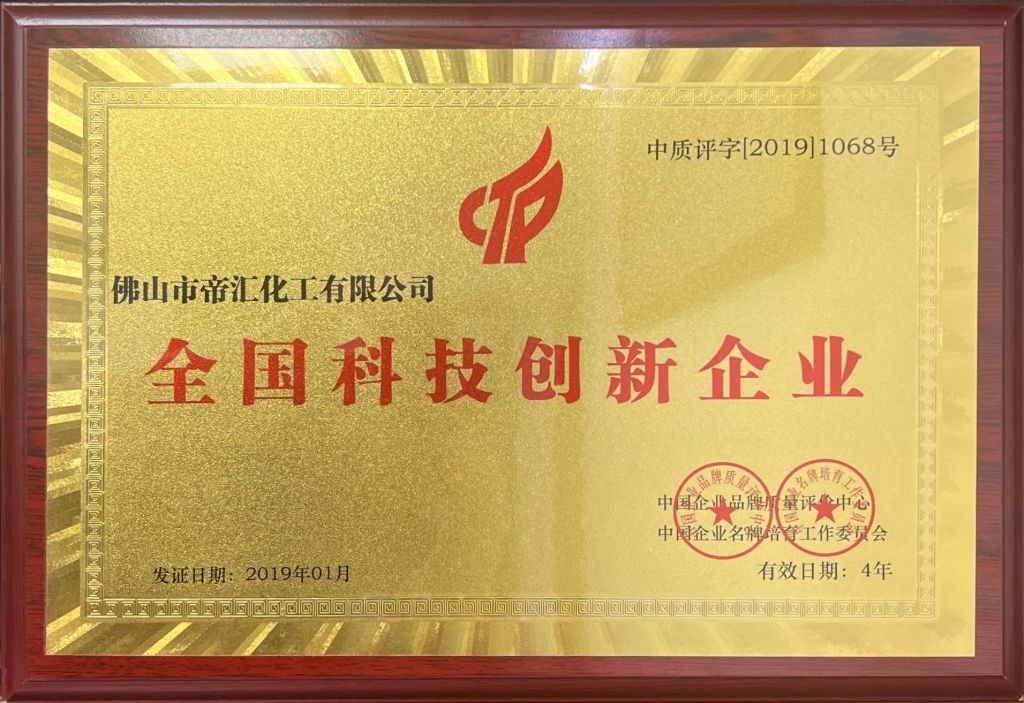 中质评字[2019]1068号
CTP
佛山市帝汇化工有限公司
全国科技创新企业
中国企业品牌质量评价中心
中国企业名牌培育工作委员会
发证日期：2019年01月
有效日期：4年